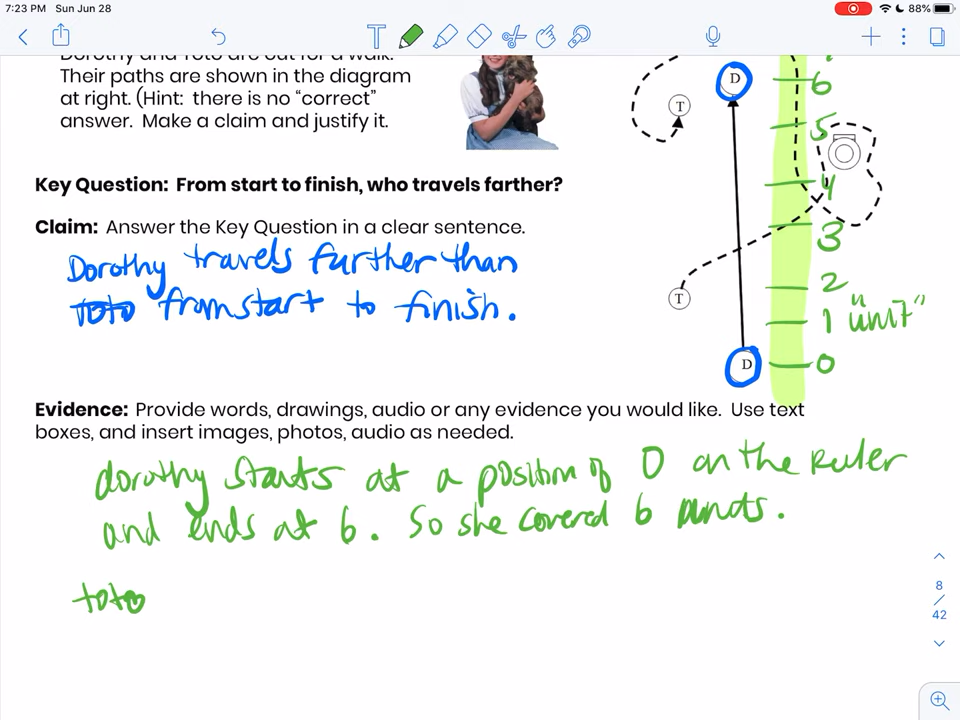 7:23 PM Sun Jun 28
88%
Dorothy and Toto are out for a walk.
Their paths are shown in the diagram
at right. (Hint: there is no "correct"
answer. Make a claim and justify it.
Key Question: From start to finish, who travels farther?
Claim: Answer the Key Question in a clear sentence.
Dorothy travels further than
Toto from start to finish.
D
T
6
5
4
3
T
2
1 "unit"
D
0
Evidence: Provide words, drawings, audio or any evidence you would like. Use text
boxes, and insert images, photos, audio as needed.
dorothy starts at a position of 0 on the Ruler
and ends at 6. So she covered 6 units.
toto
8
/
42